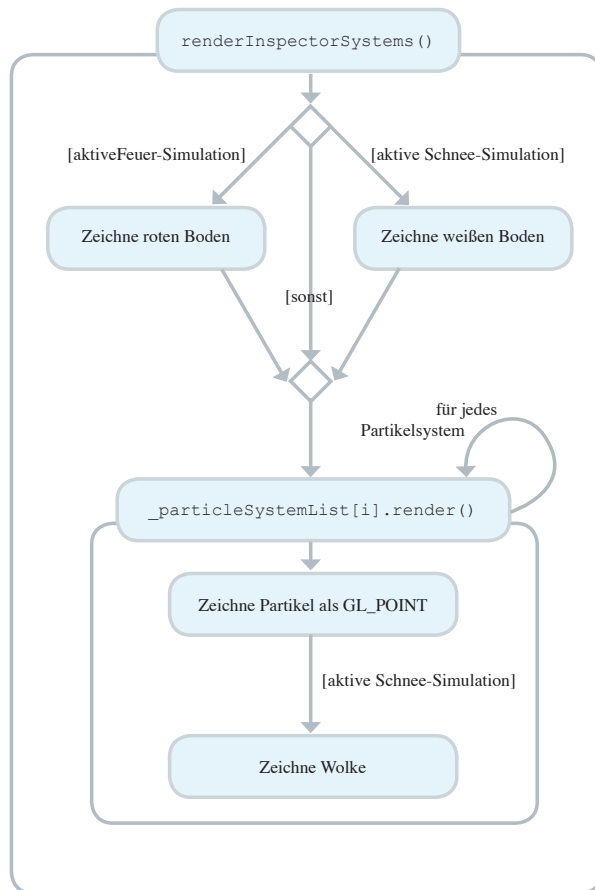 renderInspectorSystems()
[aktiveFeuer-Simulation]
[aktive Schnee-Simulation]
Zeichne roten Boden
Zeichne weißen Boden
[sonst]
für jedes
Partikelsystem
_particleSystemList[i].render()
Zeichne Partikel als GL_POINT
[aktive Schnee-Simulation]
Zeichne Wolke